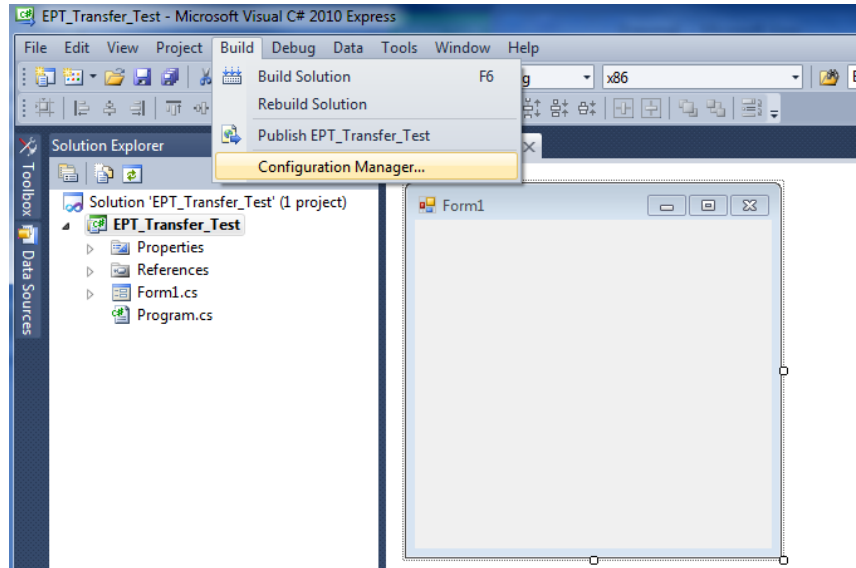 EPT_Transfer_Test - Microsoft Visual C# 2010 Express
File Edit View Project Build Debug Data Tools Window Help
Build Solution F6
x86
Rebuild Solution
Publish EPT_Transfer_Test
Configuration Manager...
Solution Explorer
Toolbox
Data Sources
Solution 'EPT_Transfer_Test' (1 project)
EPT_Transfer_Test
Properties
References
Form1.cs
Program.cs
Form1